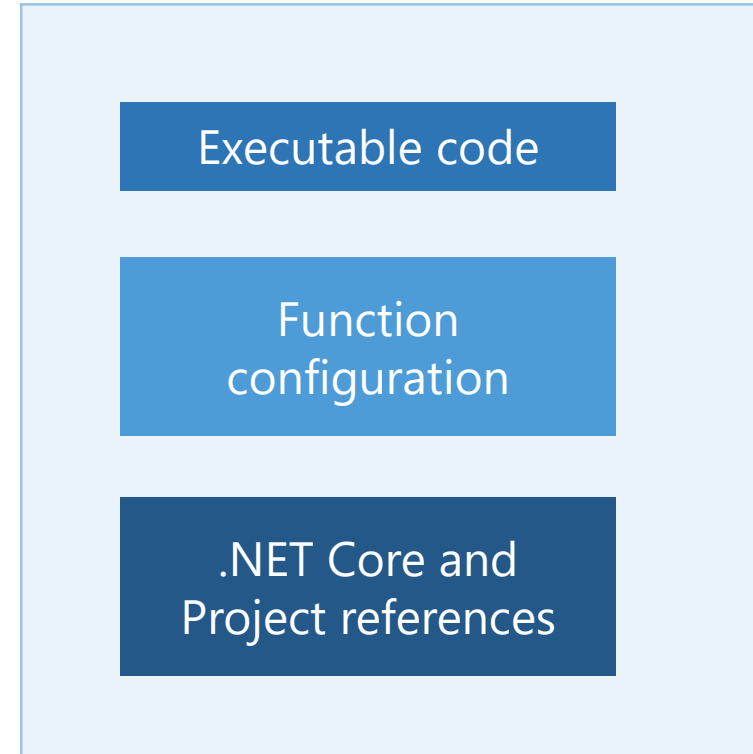 Executable code
Function
configuration
.NET Core and
Project references